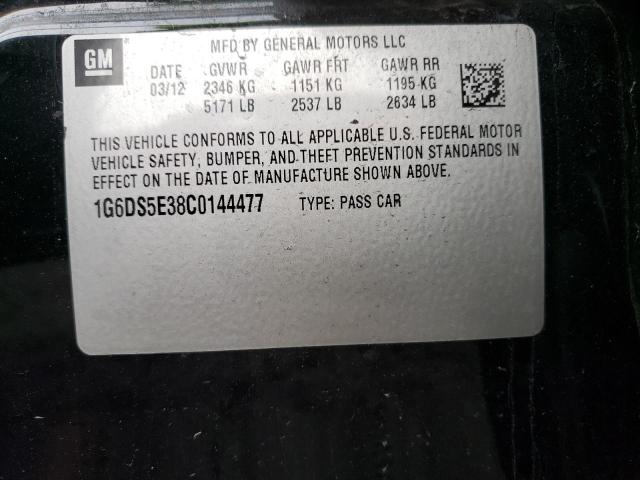 GM
MFD BY GENERAL MOTORS LLC
DATE GVWR GAWR FRT GAWR RR
03/12 2346 KG 1151 KG 1195 KG
5171 LB 2537 LB 2634 LB
THIS VEHICLE CONFORMS TO ALL APPLICABLE U.S. FEDERAL MOTOR
VEHICLE SAFETY, BUMPER, AND THEFT PREVENTION STANDARDS IN
EFFECT ON THE DATE OF MANUFACTURE SHOWN ABOVE.
1G6DS5E38C0144477 TYPE: PASS CAR